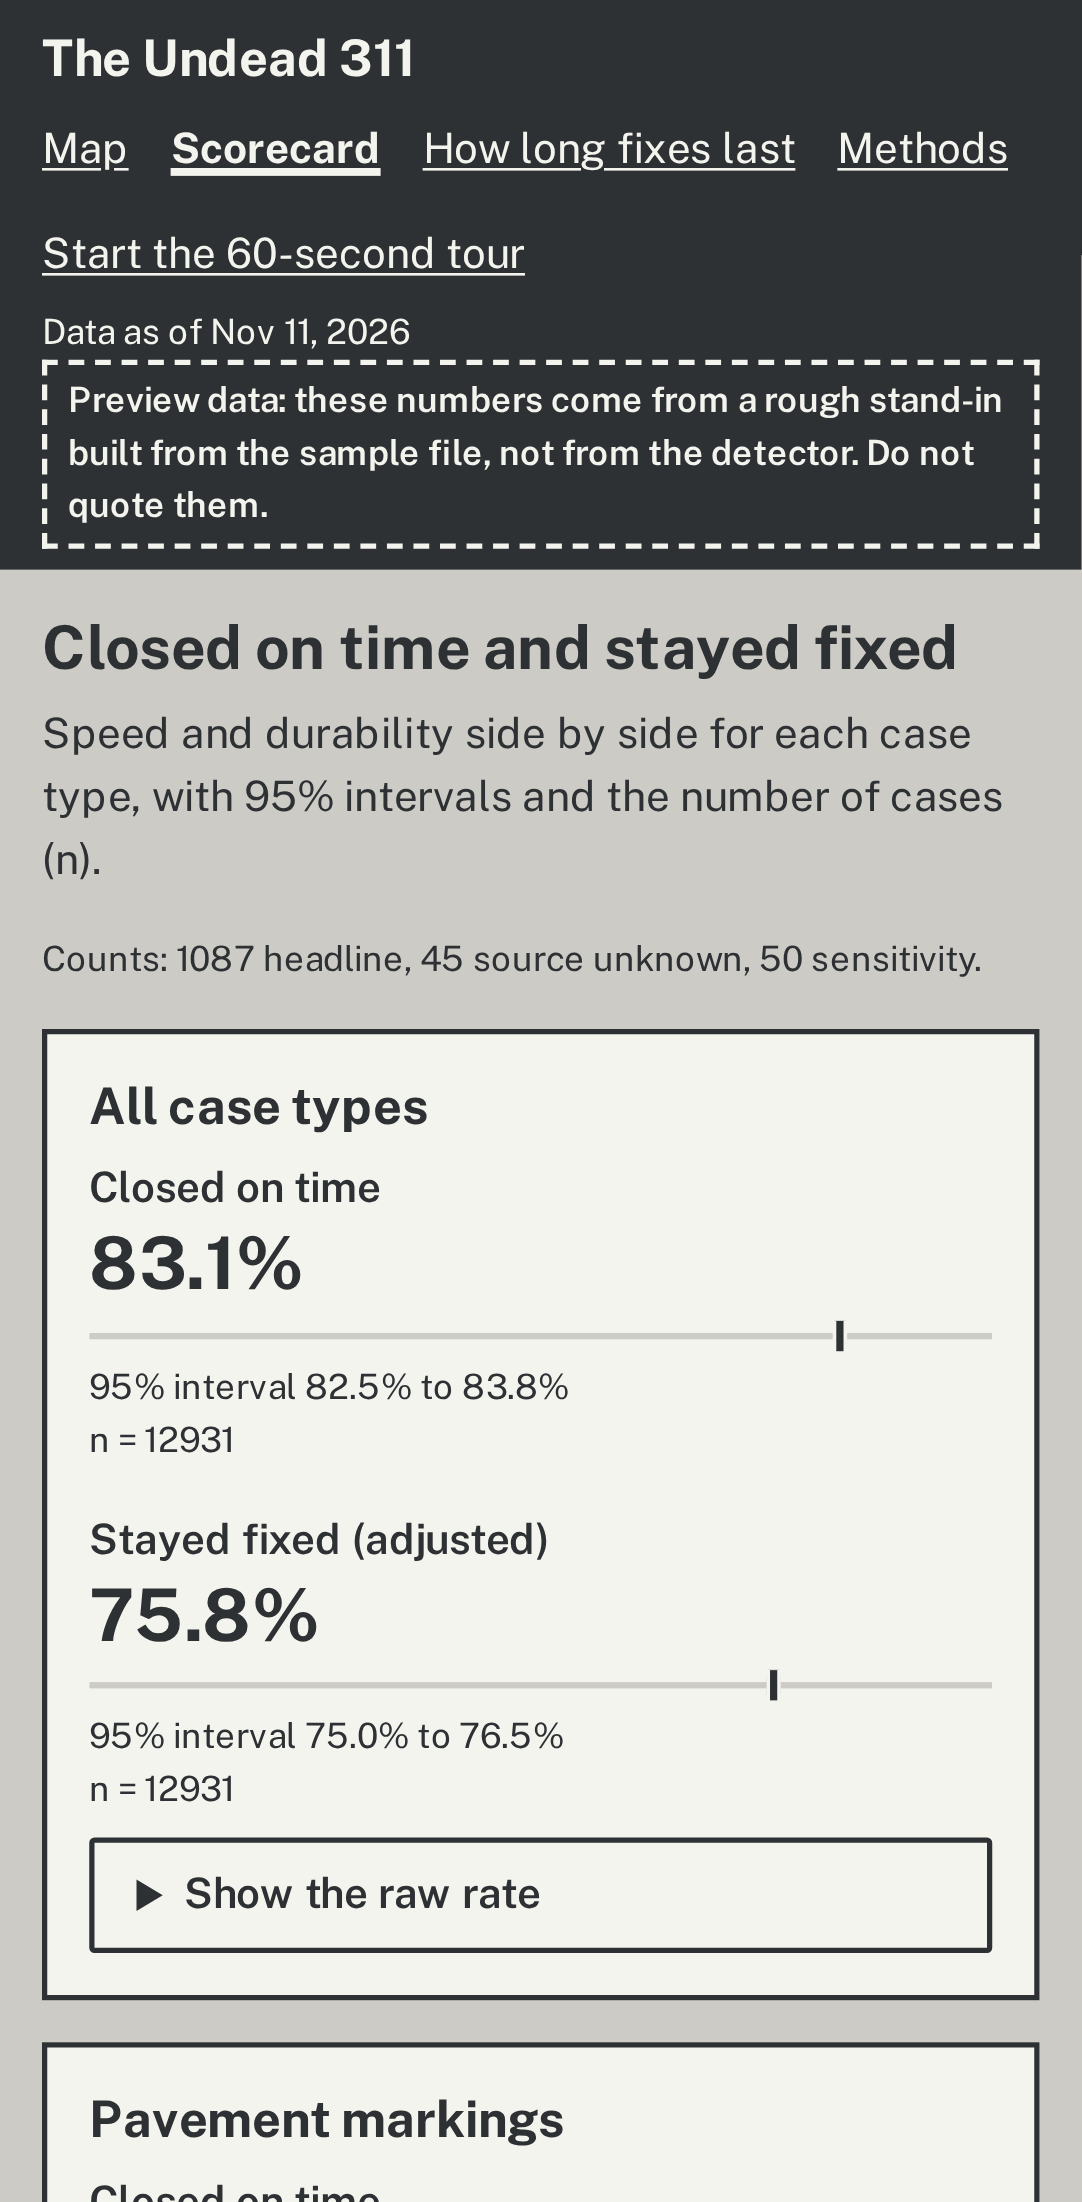 The Undead 311
Map Scorecard How long fixes last Methods
Start the 60-second tour
Data as of Nov 11, 2026
Preview data: these numbers come from a rough stand-in
built from the sample file, not from the detector. Do not
quote them.
Closed on time and stayed fixed
Speed and durability side by side for each case
type, with 95% intervals and the number of cases
(n).
Counts: 1087 headline, 45 source unknown, 50 sensitivity.
All case types
Closed on time
83.1%
95% interval 82.5% to 83.8%
n = 12931
Stayed fixed (adjusted)
75.8%
95% interval 75.0% to 76.5%
n = 12931
Show the raw rate
Pavement markings
Closed on time